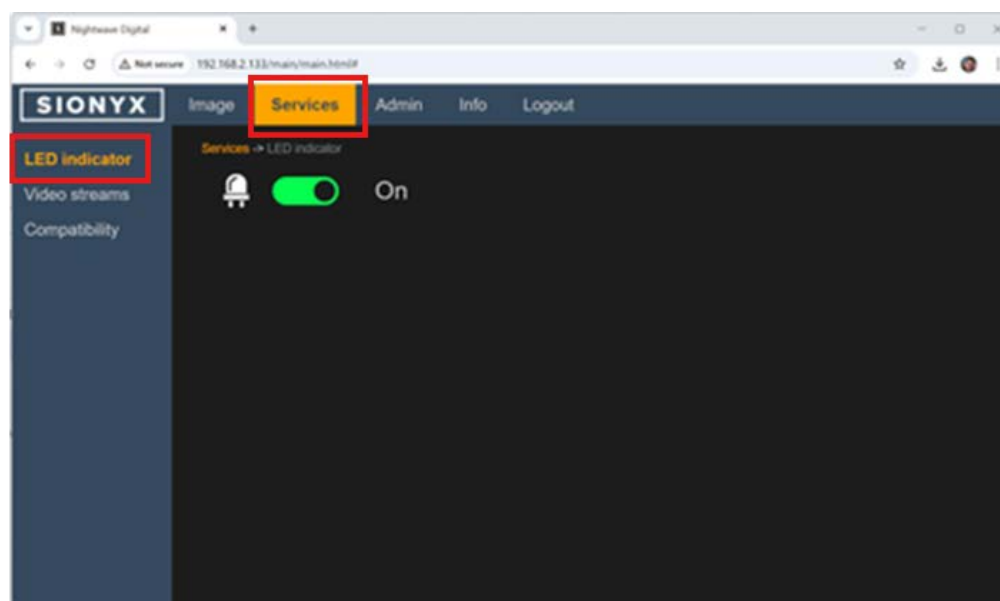 Nightwave Digital
Not secure 192.168.2.133/main/main.html#
SIONYX Image Services Admin Info Logout
LED indicator
Services -> LED indicator
Video streams
On
Compatibility